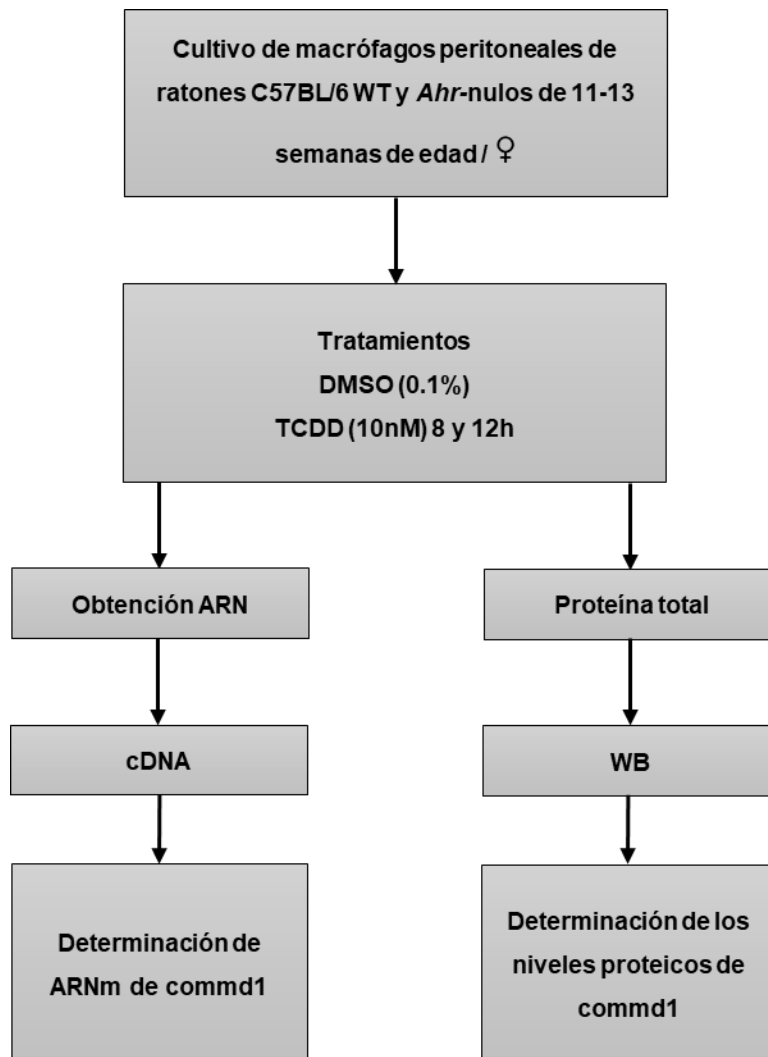 Cultivo de macrófagos peritoneales de
ratones C57BL/6 WT y Ahr-nulos de 11-13
semanas de edad / ♀
Tratamientos
DMSO (0.1%)
TCDD (10nM) 8 y 12h
Obtención ARN
Proteína total
cDNA
WB
Determinación de
ARNm de commd1
Determinación de los
niveles proteicos de
commd1